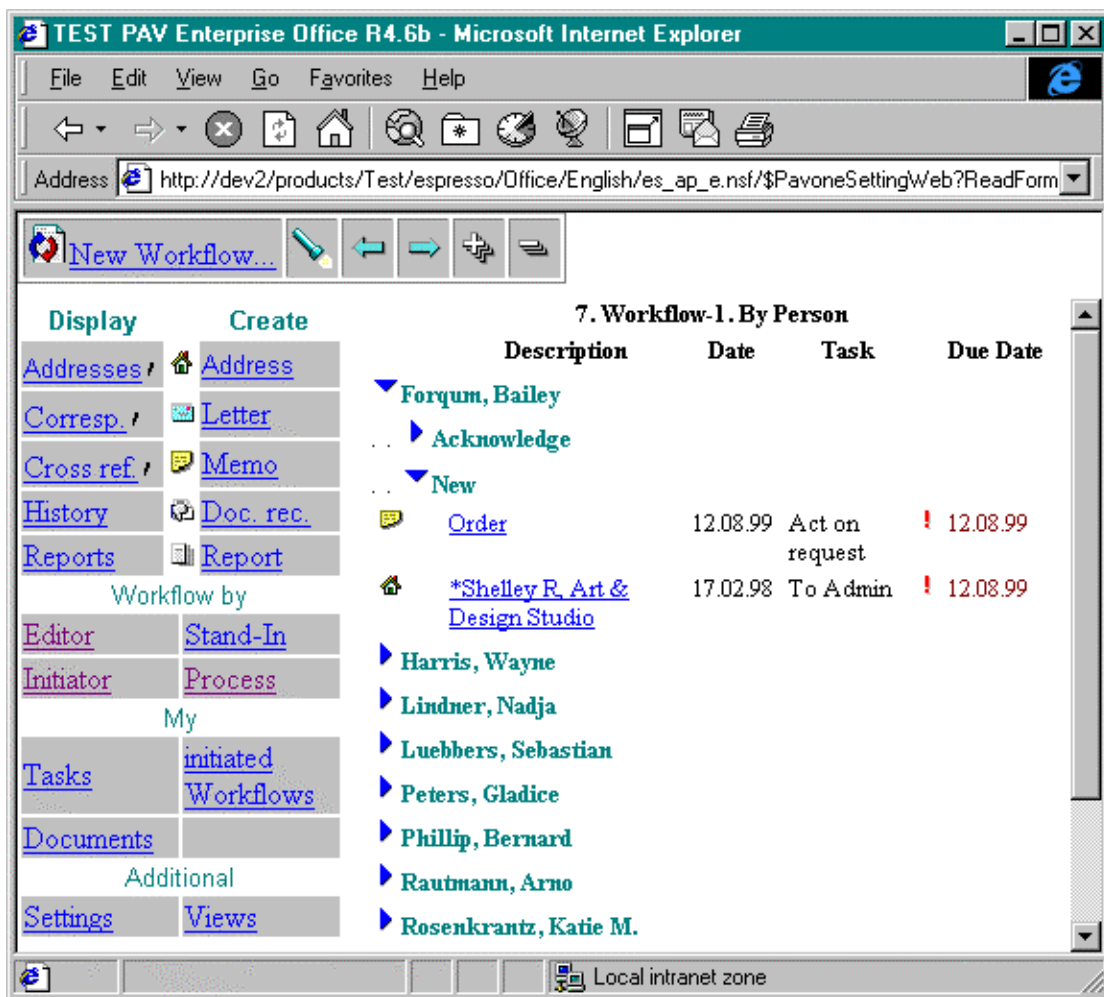 TEST PAV Enterprise Office R4.6b - Microsoft Internet Explorer
File Edit View Go Favorites Help
Address http://dev2/products/Test/espresso/Office/English/es_ap_e.nsf/$PavoneSettingWeb?ReadForm
New Workflow...
Display Create
Addresses Address
Corresp. Letter
Cross ref. Memo
History Doc. rec.
Reports Report
Workflow by
Editor Stand-In
Initiator Process
My
Tasks initiated
Workflows
Documents
Additional
Settings Views
7. Workflow-1. By Person
Description Date Task Due Date
Forqum, Bailey
. . Acknowledge
. . New
Order 12.08.99 Act on ! 12.08.99
request
*Shelley R, Art & 17.02.98 To Admin ! 12.08.99
Design Studio
Harris, Wayne
Lindner, Nadja
Luebbers, Sebastian
Peters, Gladice
Phillip, Bernard
Rautmann, Arno
Rosenkrantz, Katie M.
Local intranet zone